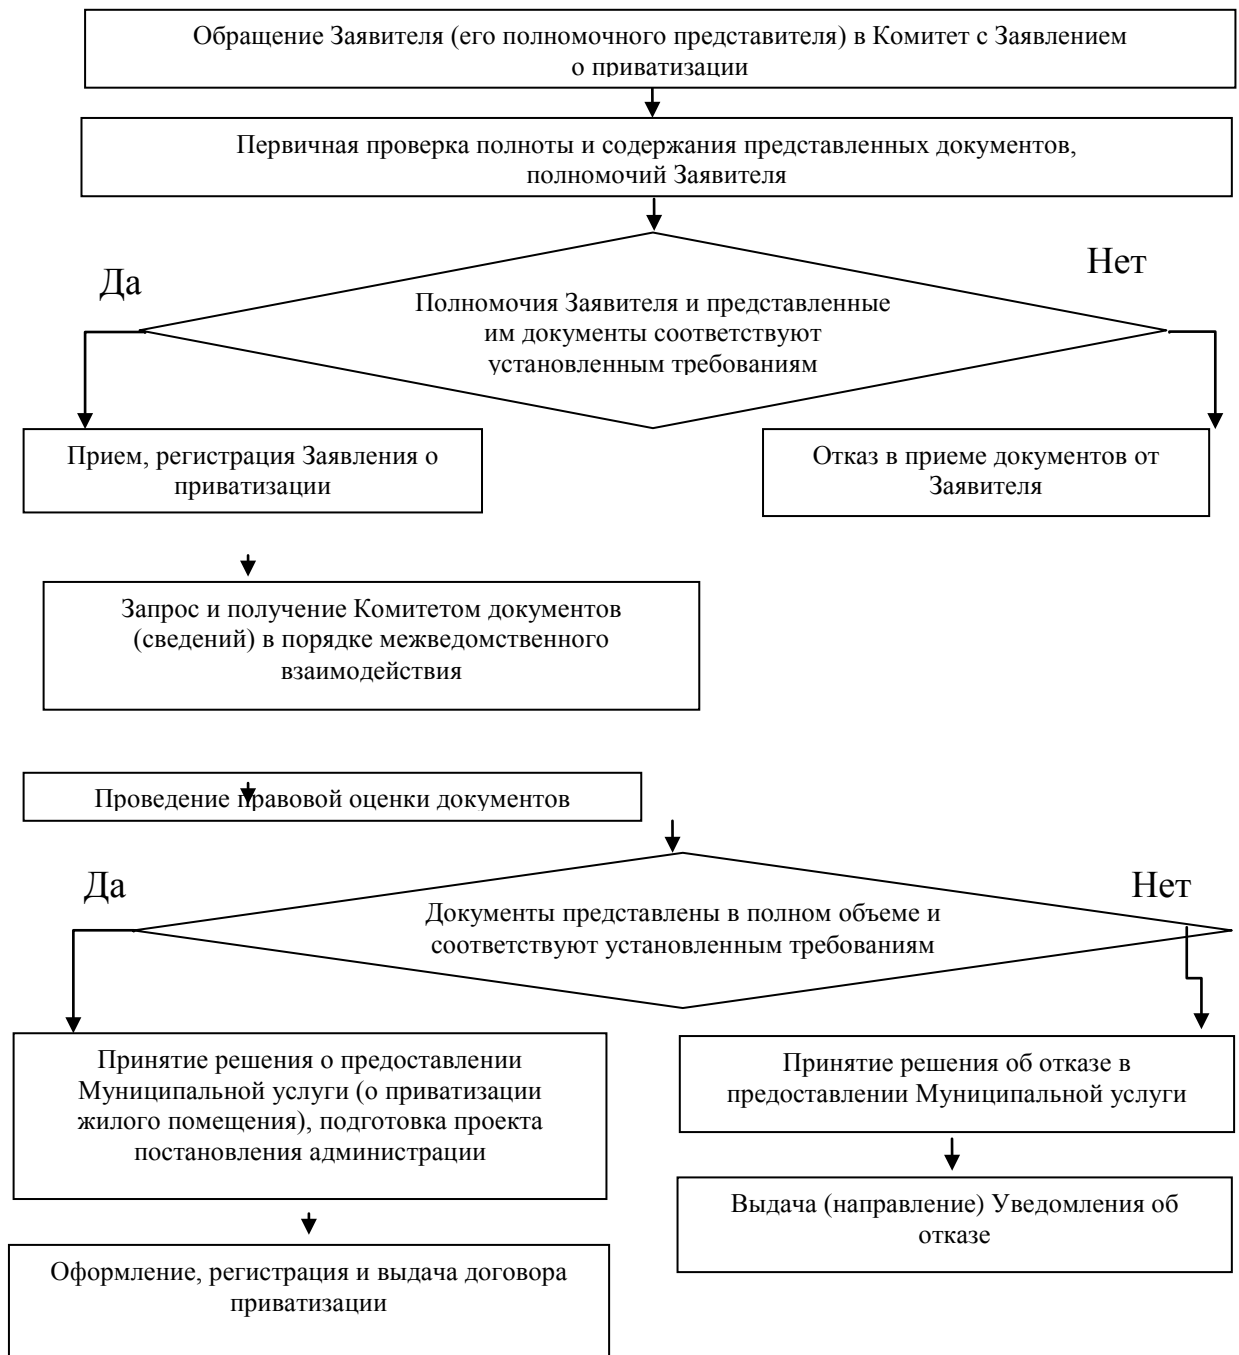 Обращение Заявителя (его полномочного представителя) в Комитет с Заявлением
о приватизации
Первичная проверка полноты и содержания представленных документов,
полномочий Заявителя
Да
Нет
Полномочия Заявителя и представленные
им документы соответствуют
установленным требованиям
Прием, регистрация Заявления о
приватизации
Отказ в приеме документов от
Заявителя
Запрос и получение Комитетом документов
(сведений) в порядке межведомственного
взаимодействия
Проведение правовой оценки документов
Да
Нет
Документы представлены в полном объеме и
соответствуют установленным требованиям
Принятие решения о предоставлении
Муниципальной услуги (о приватизации
жилого помещения), подготовка проекта
постановления администрации
Принятие решения об отказе в
предоставлении Муниципальной услуги
Выдача (направление) Уведомления об
отказе
Оформление, регистрация и выдача договора
приватизации